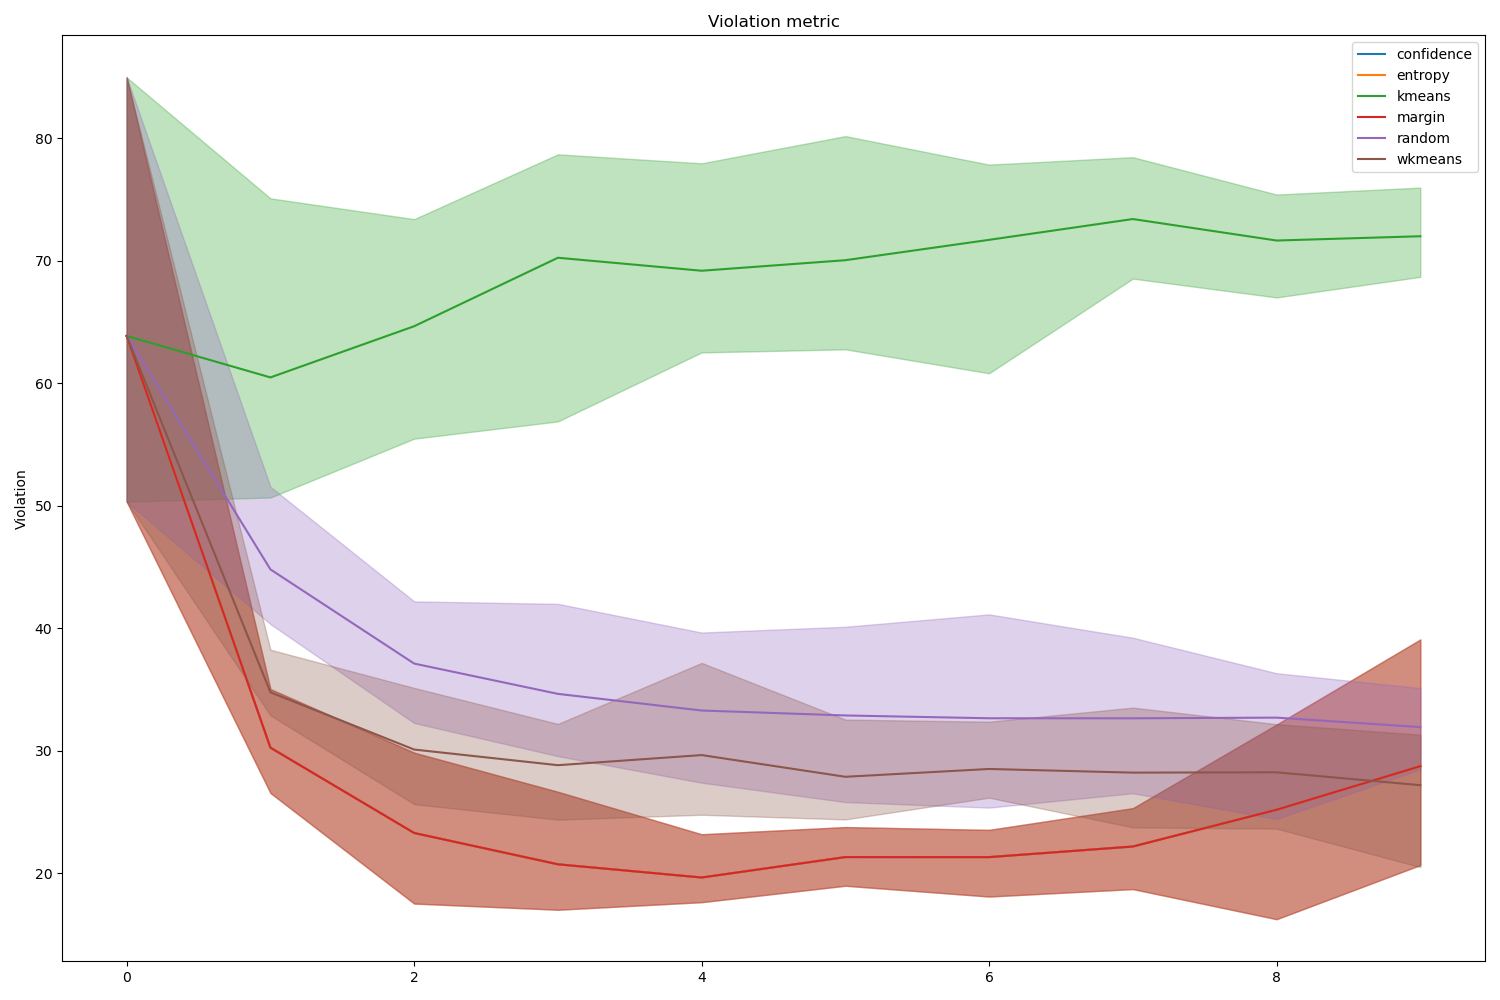 Violation metric
confidence
entropy
kmeans
margin
random
wkmeans
80
70
60
50
40
30
20
Violation
0 2 4 6 8